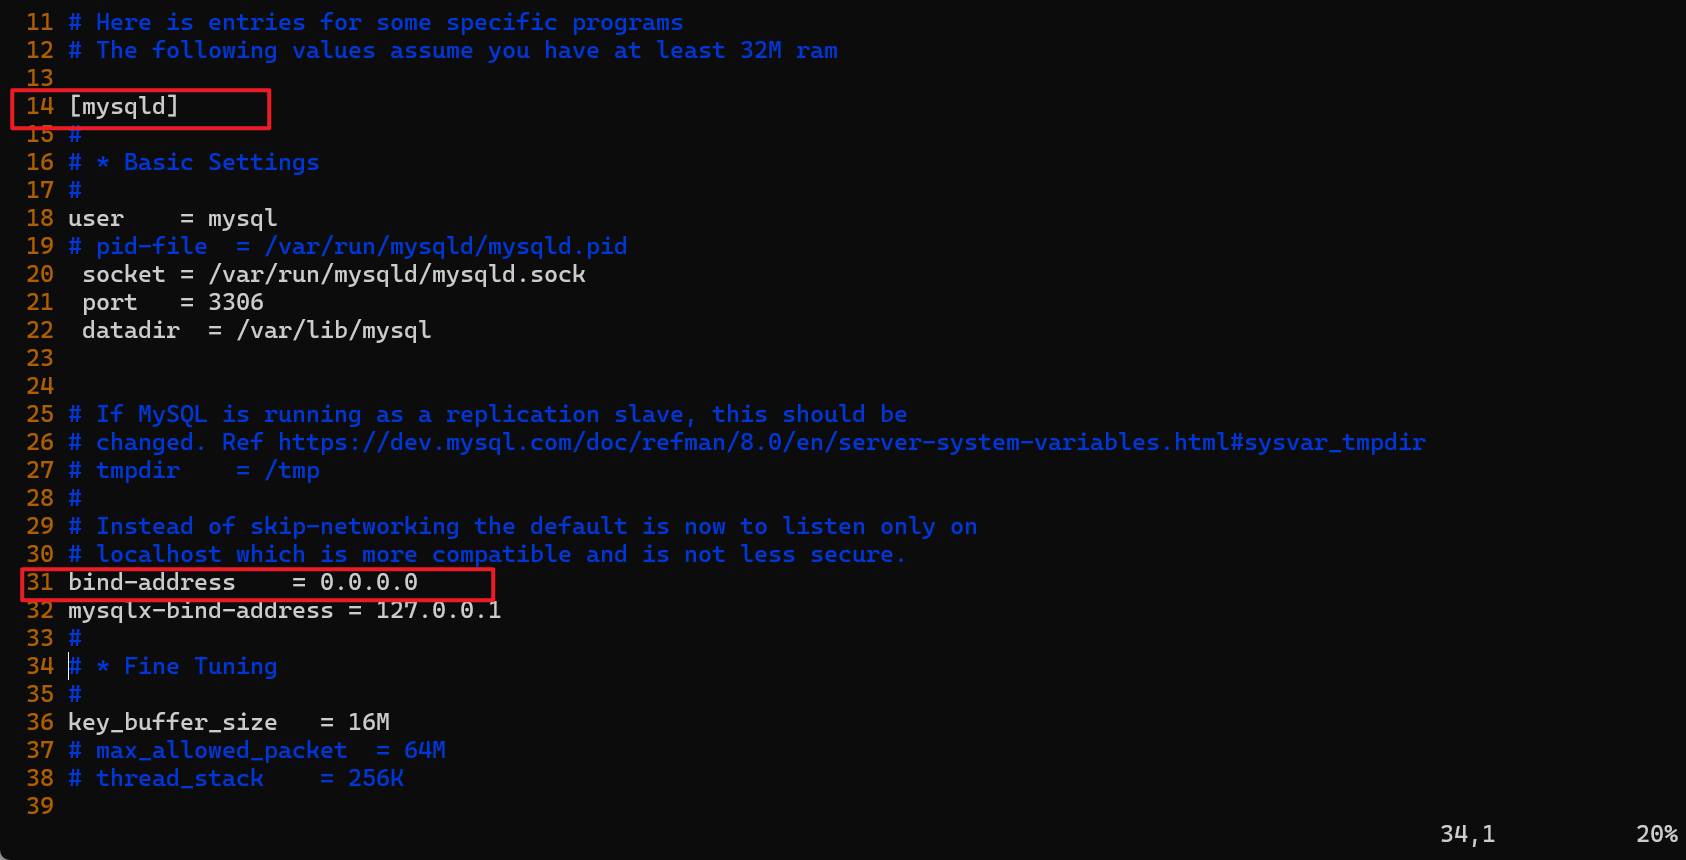 11 # Here is entries for some specific programs
12 # The following values assume you have at least 32M ram
13
14 [mysqld]
15 #
16 # * Basic Settings
17 #
18 user    = mysql
19 # pid-file  = /var/run/mysqld/mysqld.pid
20  socket = /var/run/mysqld/mysqld.sock
21  port   = 3306
22  datadir  = /var/lib/mysql
23
24
25 # If MySQL is running as a replication slave, this should be
26 # changed. Ref https://dev.mysql.com/doc/refman/8.0/en/server-system-variables.html#sysvar_tmpdir
27 # tmpdir    = /tmp
28 #
29 # Instead of skip-networking the default is now to listen only on
30 # localhost which is more compatible and is not less secure.
31 bind-address    = 0.0.0.0
32 mysqlx-bind-address = 127.0.0.1
33 #
34 # * Fine Tuning
35 #
36 key_buffer_size   = 16M
37 # max_allowed_packet  = 64M
38 # thread_stack    = 256K
39
34,1          20%